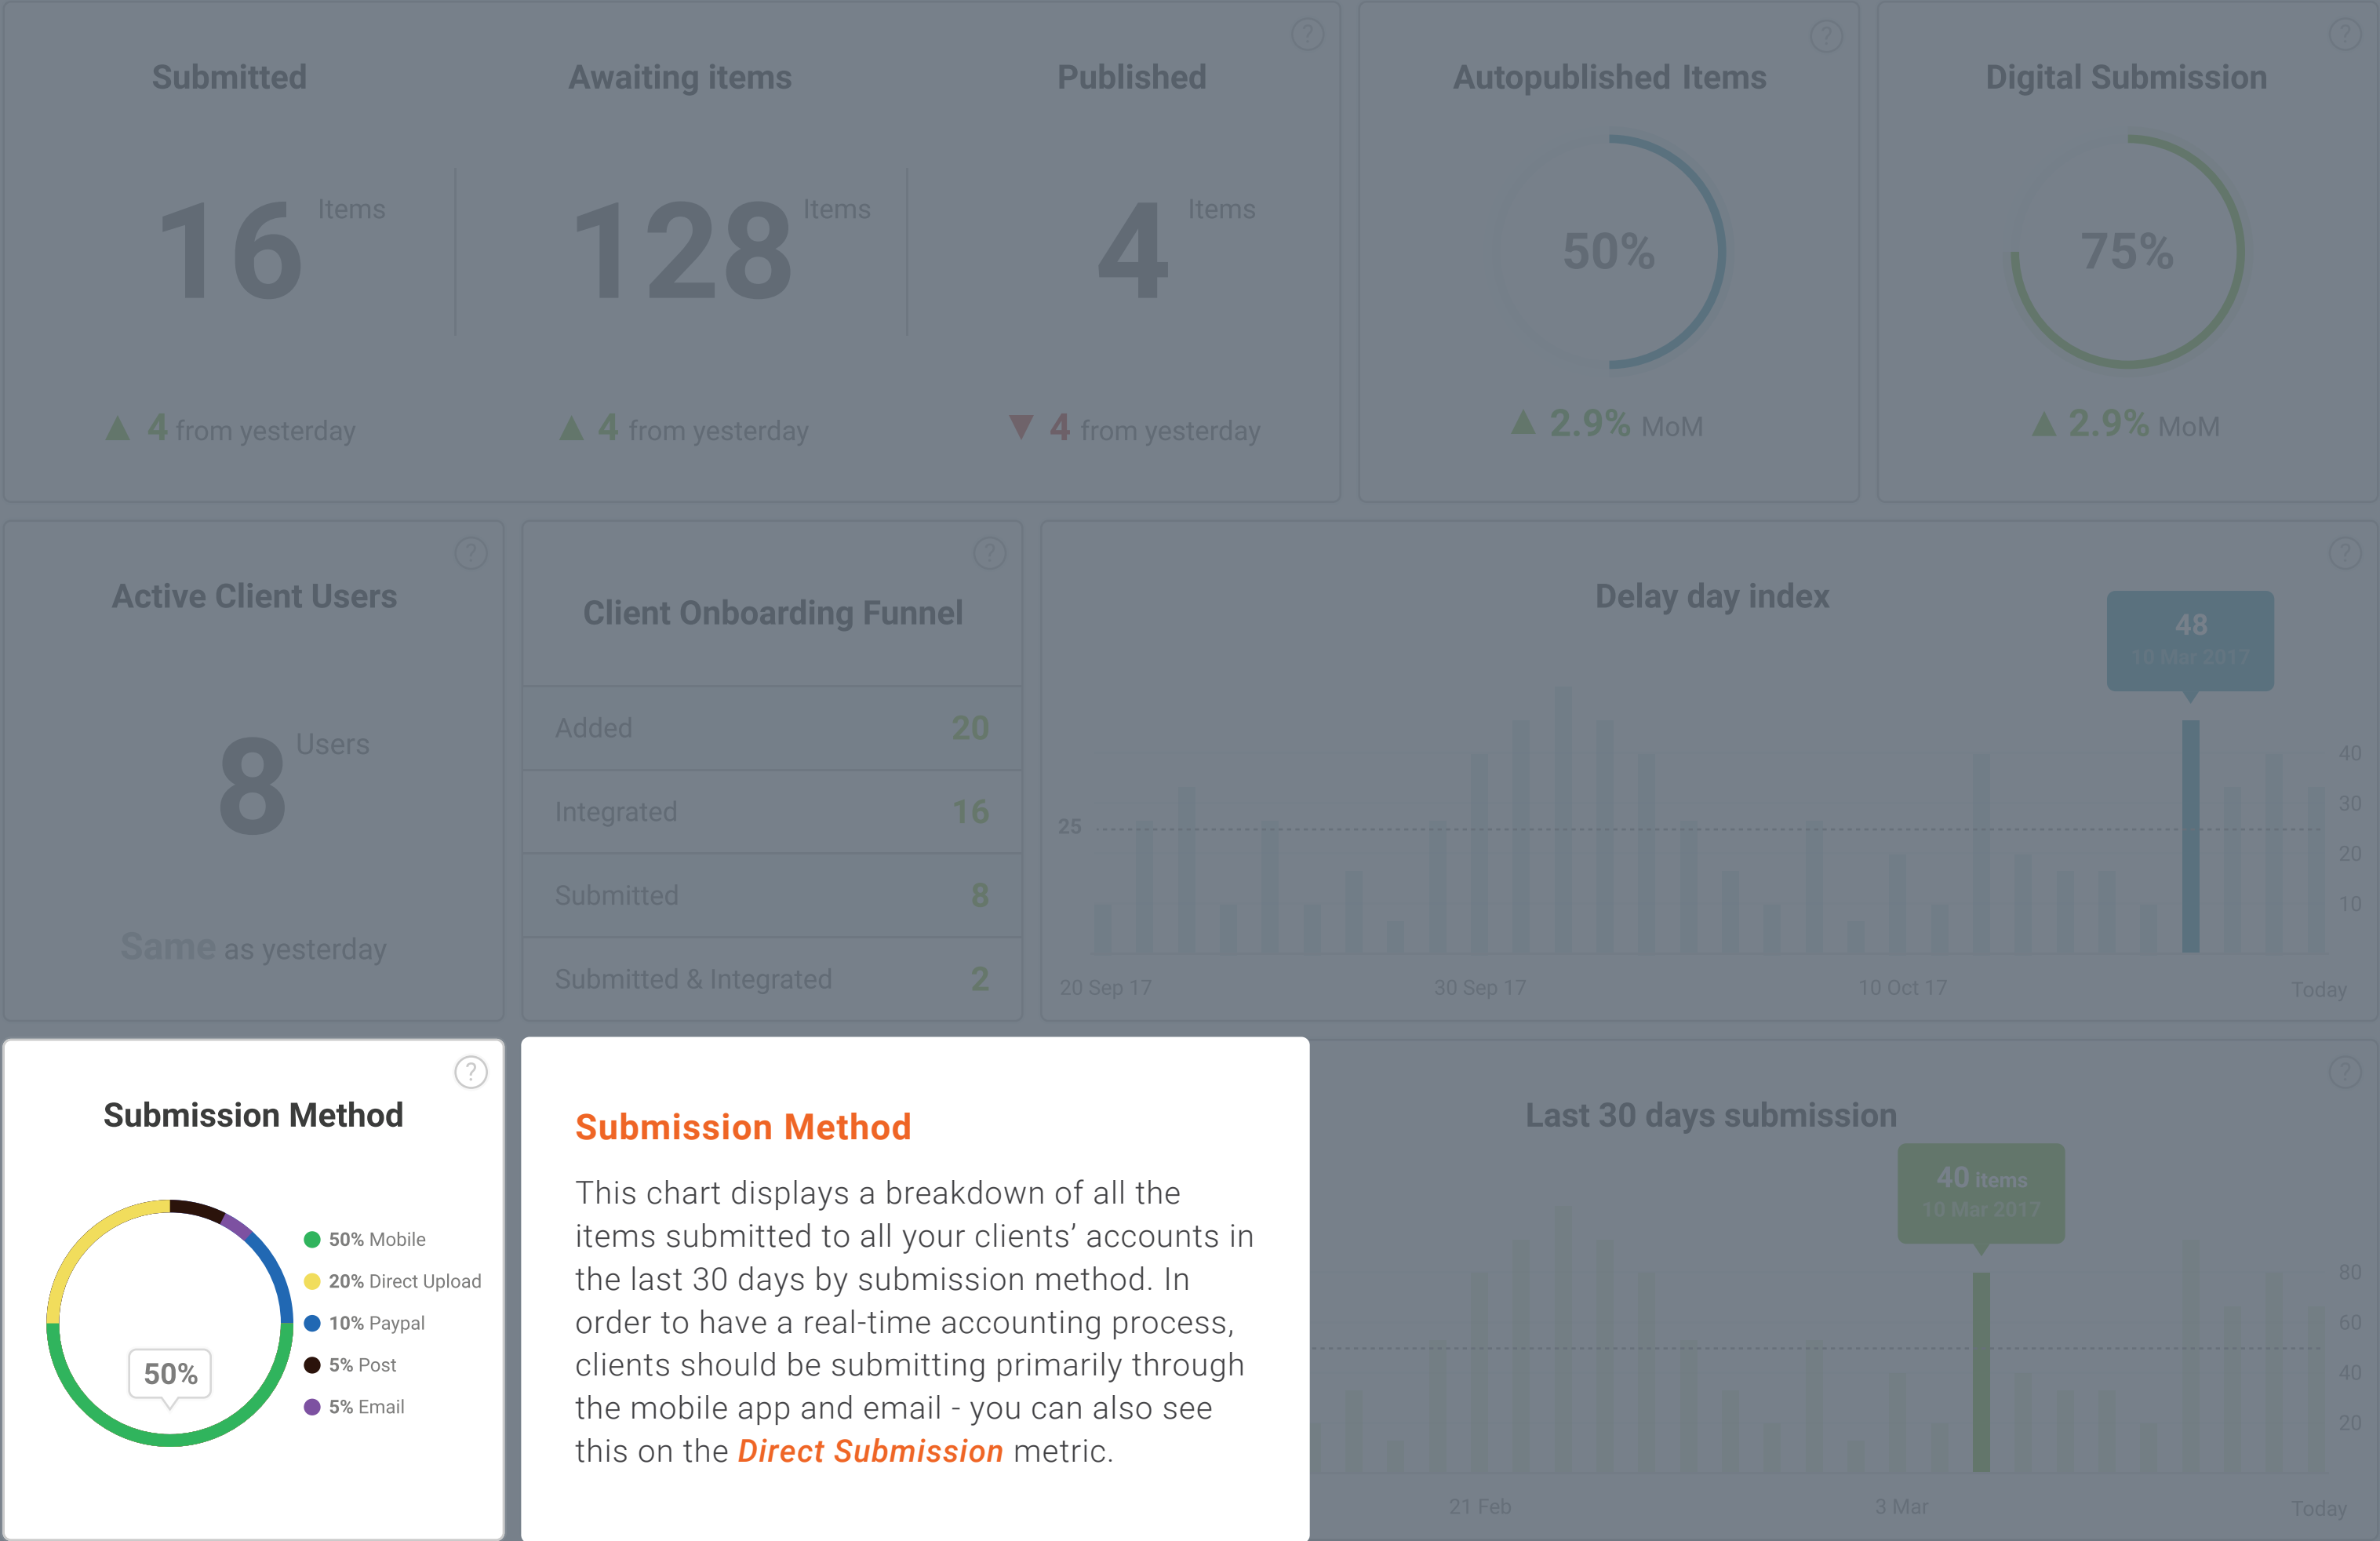 Submitted
Awaiting items
Published
16 Items
128 Items
4 Items
▲ 4 from yesterday
▲ 4 from yesterday
▼ 4 from yesterday
?
Autopublished Items
50%
▲ 2.9% MoM
?
Digital Submission
75%
▲ 2.9% MoM
?
Active Client Users
8 Users
Same as yesterday
?
Client Onboarding Funnel
Added 20
Integrated 16
Submitted 8
Submitted & Integrated 2
?
Delay day index
48
10 Mar 2017
25
40
30
20
10
20 Sep 17
30 Sep 17
10 Oct 17
Today
?
Submission Method
50%
50% Mobile
20% Direct Upload
10% Paypal
5% Post
5% Email
?
Submission Method
This chart displays a breakdown of all the
items submitted to all your clients’ accounts in
the last 30 days by submission method. In
order to have a real-time accounting process,
clients should be submitting primarily through
the mobile app and email - you can also see
this on the Direct Submission metric.
Last 30 days submission
40 items
10 Mar 2017
80
60
40
20
21 Feb
3 Mar
Today
?